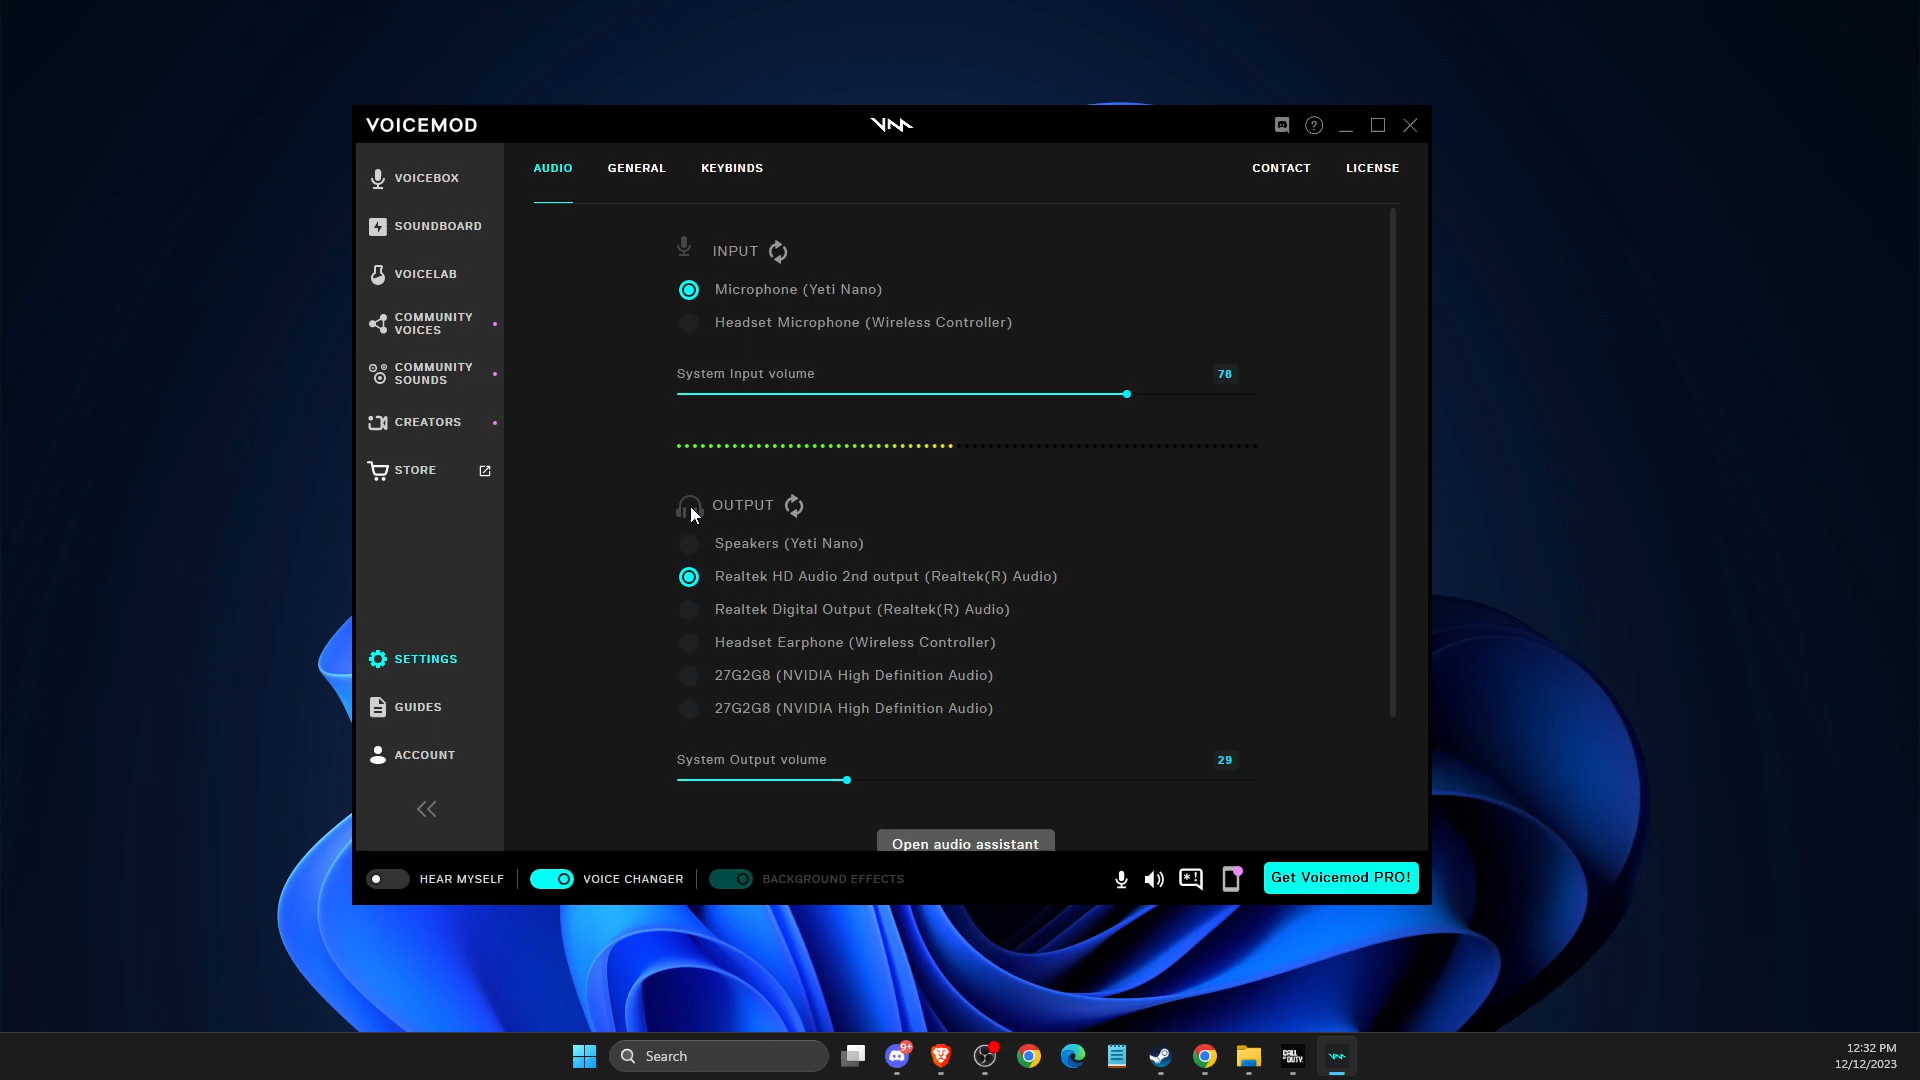 VOICEMOD
VOICEBOX
SOUNDBOARD
VOICELAB
COMMUNITY
VOICES
COMMUNITY
SOUNDS
CREATORS
STORE
SETTINGS
GUIDES
ACCOUNT
AUDIO GENERAL KEYBINDS CONTACT LICENSE
INPUT
Microphone (Yeti Nano)
Headset Microphone (Wireless Controller)
System Input volume 78
OUTPUT
Speakers (Yeti Nano)
Realtek HD Audio 2nd output (Realtek(R) Audio)
Realtek Digital Output (Realtek(R) Audio)
Headset Earphone (Wireless Controller)
27G2G8 (NVIDIA High Definition Audio)
27G2G8 (NVIDIA High Definition Audio)
System Output volume 29
Open audio assistant
HEAR MYSELF VOICE CHANGER BACKGROUND EFFECTS Get Voicemod PRO!
Search 9+ CALL OF DUTY
12:32 PM
12/12/2023